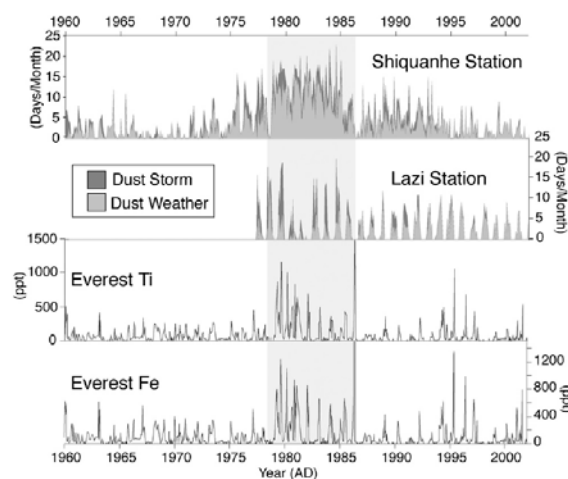 1960 1965 1970 1975 1980 1985 1990 1995 2000
25
20
15
10
5
0
(Days/Month)
Shiquanhe Station
25
20
15
10
5
0
(Days/Month)
Lazi Station
Dust Storm
Dust Weather
1500
1000
500
0
(ppt)
Everest Ti
Everest Fe
1200
800
400
0
(ppt)
1960 1965 1970 1975 1980 1985 1990 1995 2000
Year (AD)